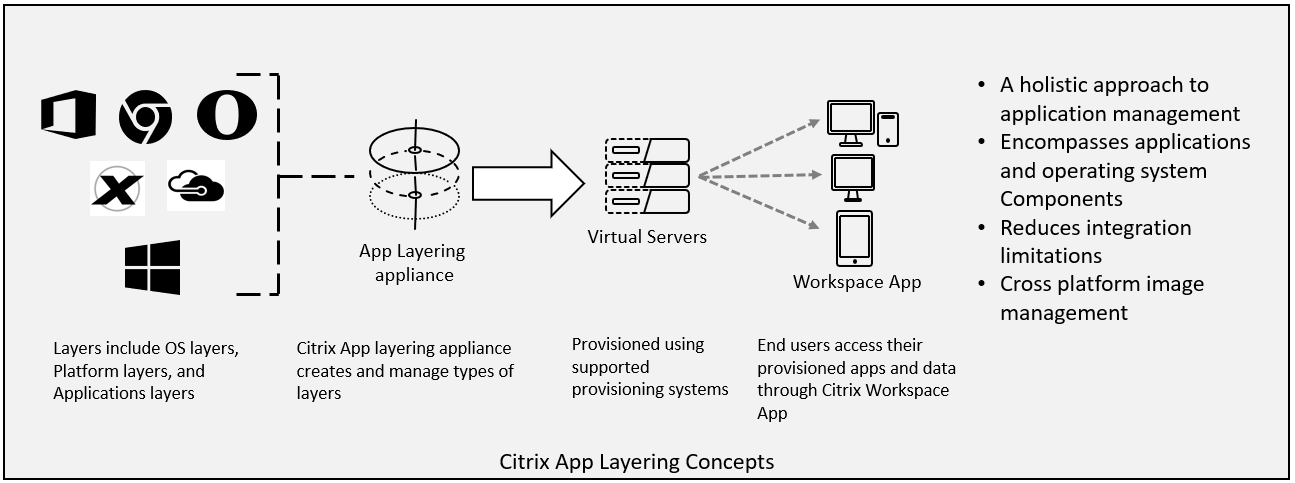 App Layering
appliance
Virtual Servers
Workspace App
• A holistic approach to
application management
• Encompasses applications
and operating system
Components
• Reduces integration
limitations
• Cross platform image
management
Layers include OS layers,
Platform layers, and
Applications layers
Citrix App layering appliance
creates and manage types of
layers
Provisioned using
supported
provisioning systems
End users access their
provisioned apps and data
through Citrix Workspace
App
Citrix App Layering Concepts